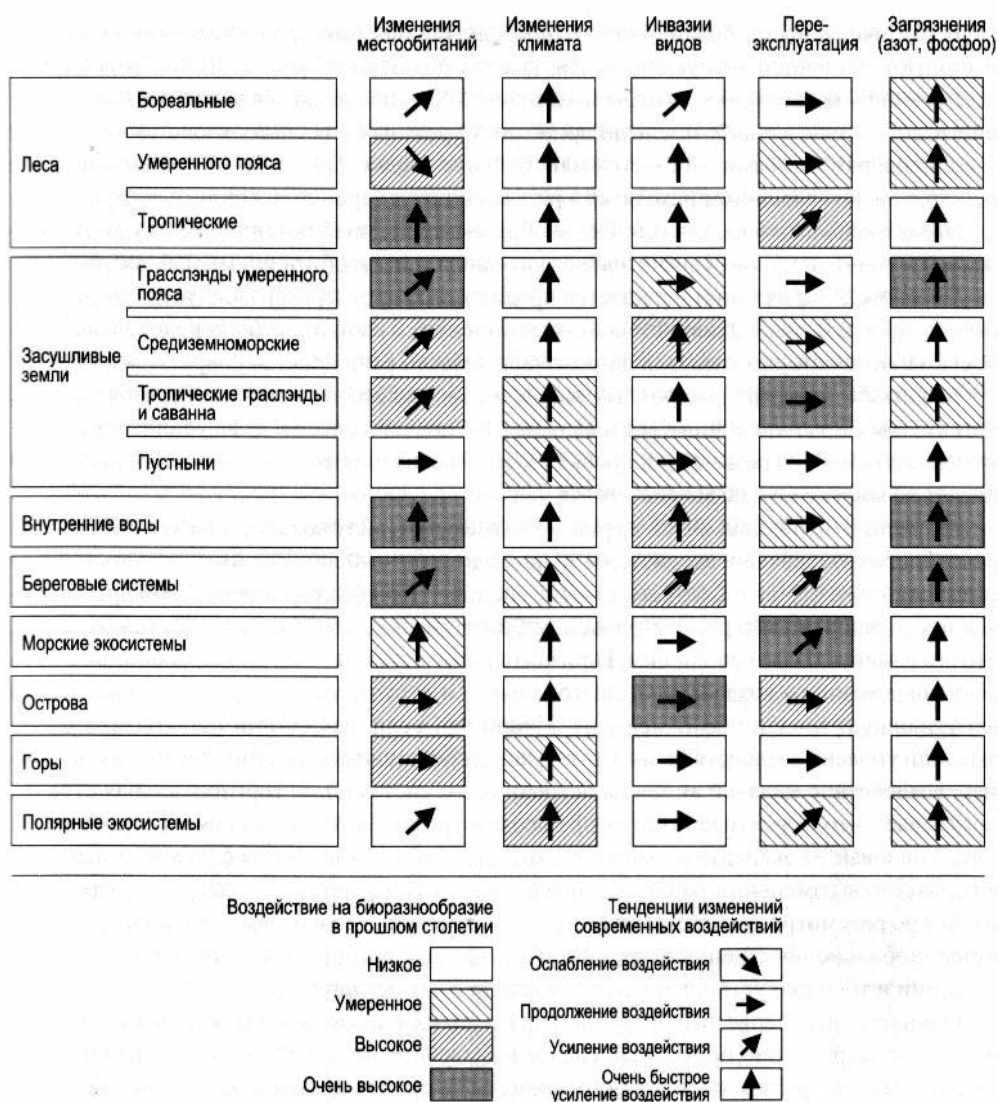 Изменения
местообитаний
Изменения
климата
Инвазии
видов
Пере-
эксплуатация
Загрязнения
(азот, фосфор)
Леса
Бореальные
Умеренного пояса
Тропические
Засушливые
земли
Грасслэнды умеренного
пояса
Средиземноморские
Тропические граслэнды
и саванна
Пустныни
Внутренние воды
Береговые системы
Морские экосистемы
Острова
Горы
Полярные экосистемы
Воздействие на биоразнообразие
в прошлом столетии
Низкое
Умеренное
Высокое
Очень высокое
Тенденции изменений
современных воздействий
Ослабление воздействия
Продолжение воздействия
Усиление воздействия
Очень быстрое
усиление воздействия